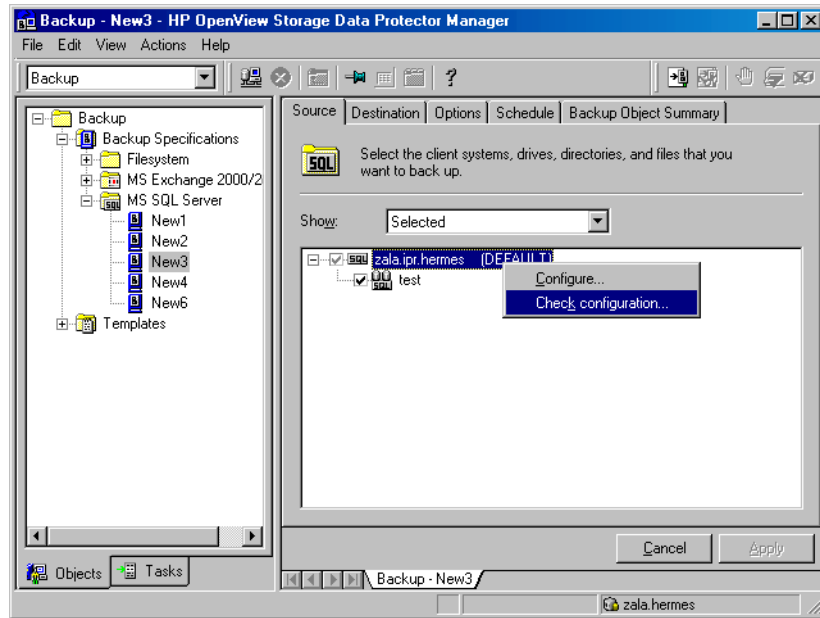 Backup - New3 - HP OpenView Storage Data Protector Manager
File Edit View Actions Help
Backup
Backup
Backup Specifications
Filesystem
MS Exchange 2000/2
MS SQL Server
New1
New2
New3
New4
New6
Templates
Objects
Tasks
Source
Destination
Options
Schedule
Backup Object Summary
SQL
Select the client systems, drives, directories, and files that you
want to back up.
Show:
Selected
SQL
zala.ipr.hermes (DEFAULT)
SQL
test
Configure...
Check configuration...
Cancel
Apply
Backup - New3
zala.hermes